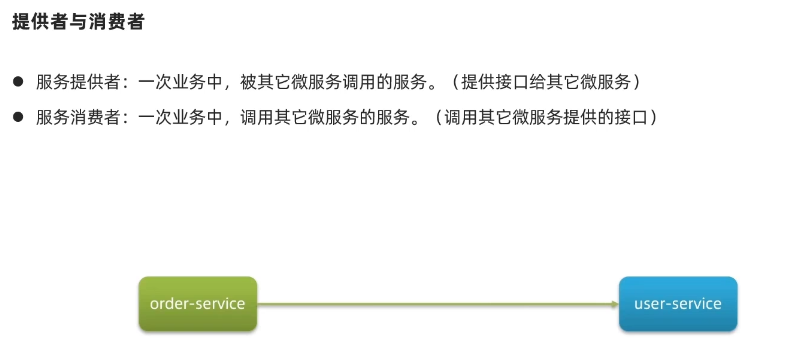 提供者与消费者
● 服务提供者：一次业务中，被其它微服务调用的服务。（提供接口给其它微服务）
● 服务消费者：一次业务中，调用其它微服务的服务。（调用其它微服务提供的接口）
order-service
user-service